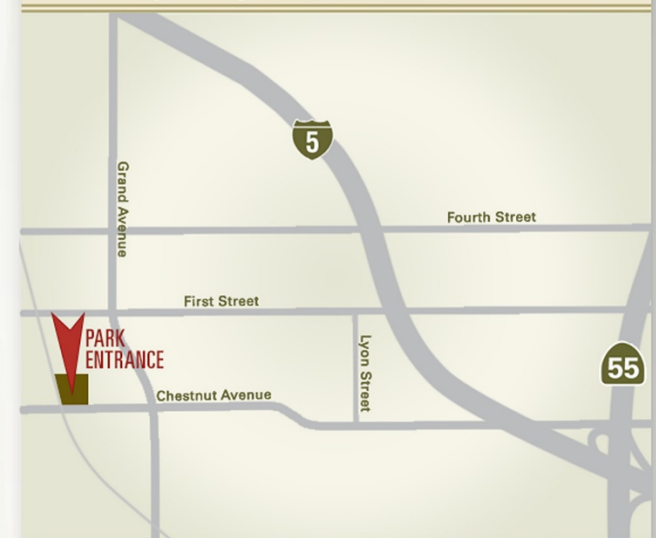 5
Grand Avenue
Fourth Street
First Street
PARK
ENTRANCE
Lyon Street
55
Chestnut Avenue